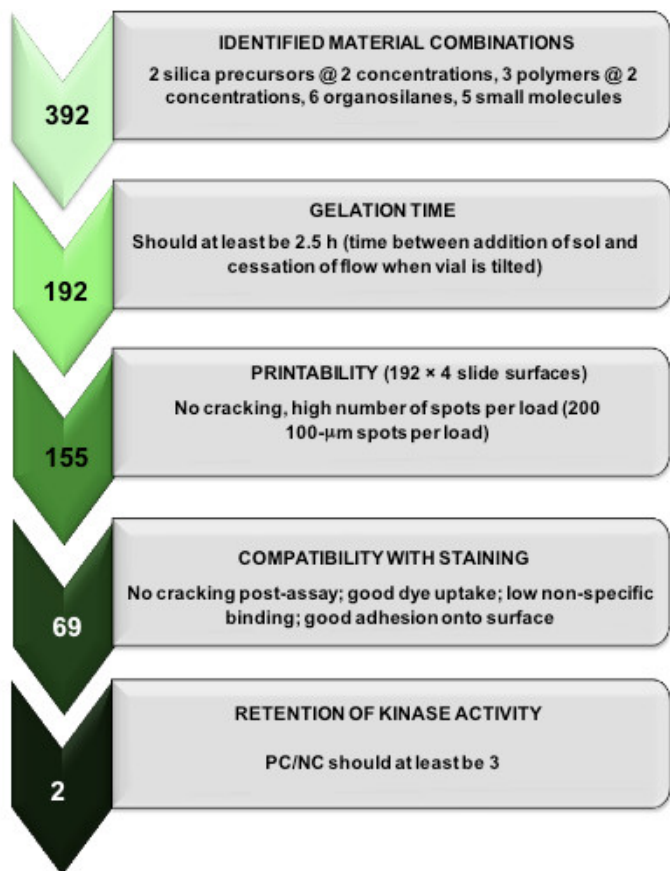 IDENTIFIED MATERIAL COMBINATIONS
2 silica precursors @ 2 concentrations, 3 polymers @ 2
concentrations, 6 organosilanes, 5 small molecules
392
GELATION TIME
Should at least be 2.5 h (time between addition of sol and
cessation of flow when vial is tilted)
192
PRINTABILITY (192 × 4 slide surfaces)
No cracking, high number of spots per load (200
100-μm spots per load)
155
COMPATIBILITY WITH STAINING
No cracking post-assay; good dye uptake; low non-specific
binding; good adhesion onto surface
69
RETENTION OF KINASE ACTIVITY
PC/NC should at least be 3
2